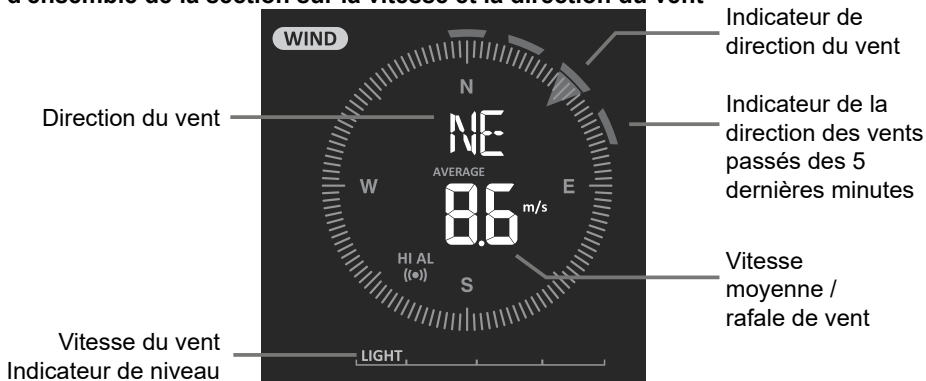 d'ensemble de la section sur la vitesse et la direction du vent
Indicateur de
direction du vent
WIND
N
Direction du vent
NE
Indicateur de la
direction des vents
passés des 5
dernières minutes
AVERAGE
W
E
8.6 m/s
HI AL
S
Vitesse
moyenne /
rafale de vent
Vitesse du vent
Indicateur de niveau
LIGHT